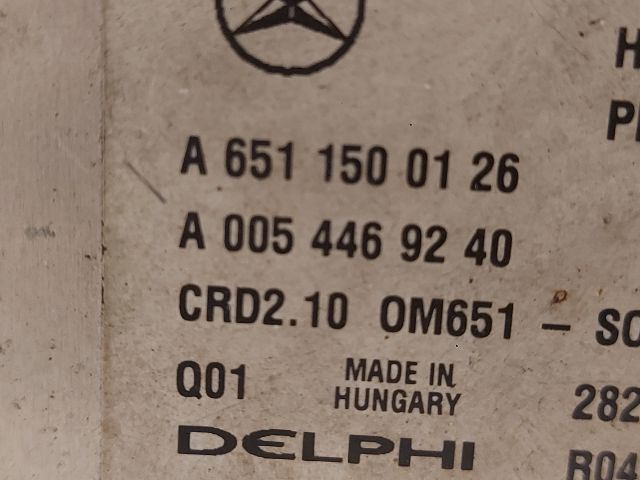 A 651 150 01 26
A 005 446 92 40
CRD2.10 OM651 –
Q01 MADE IN
HUNGARY
DELPHI